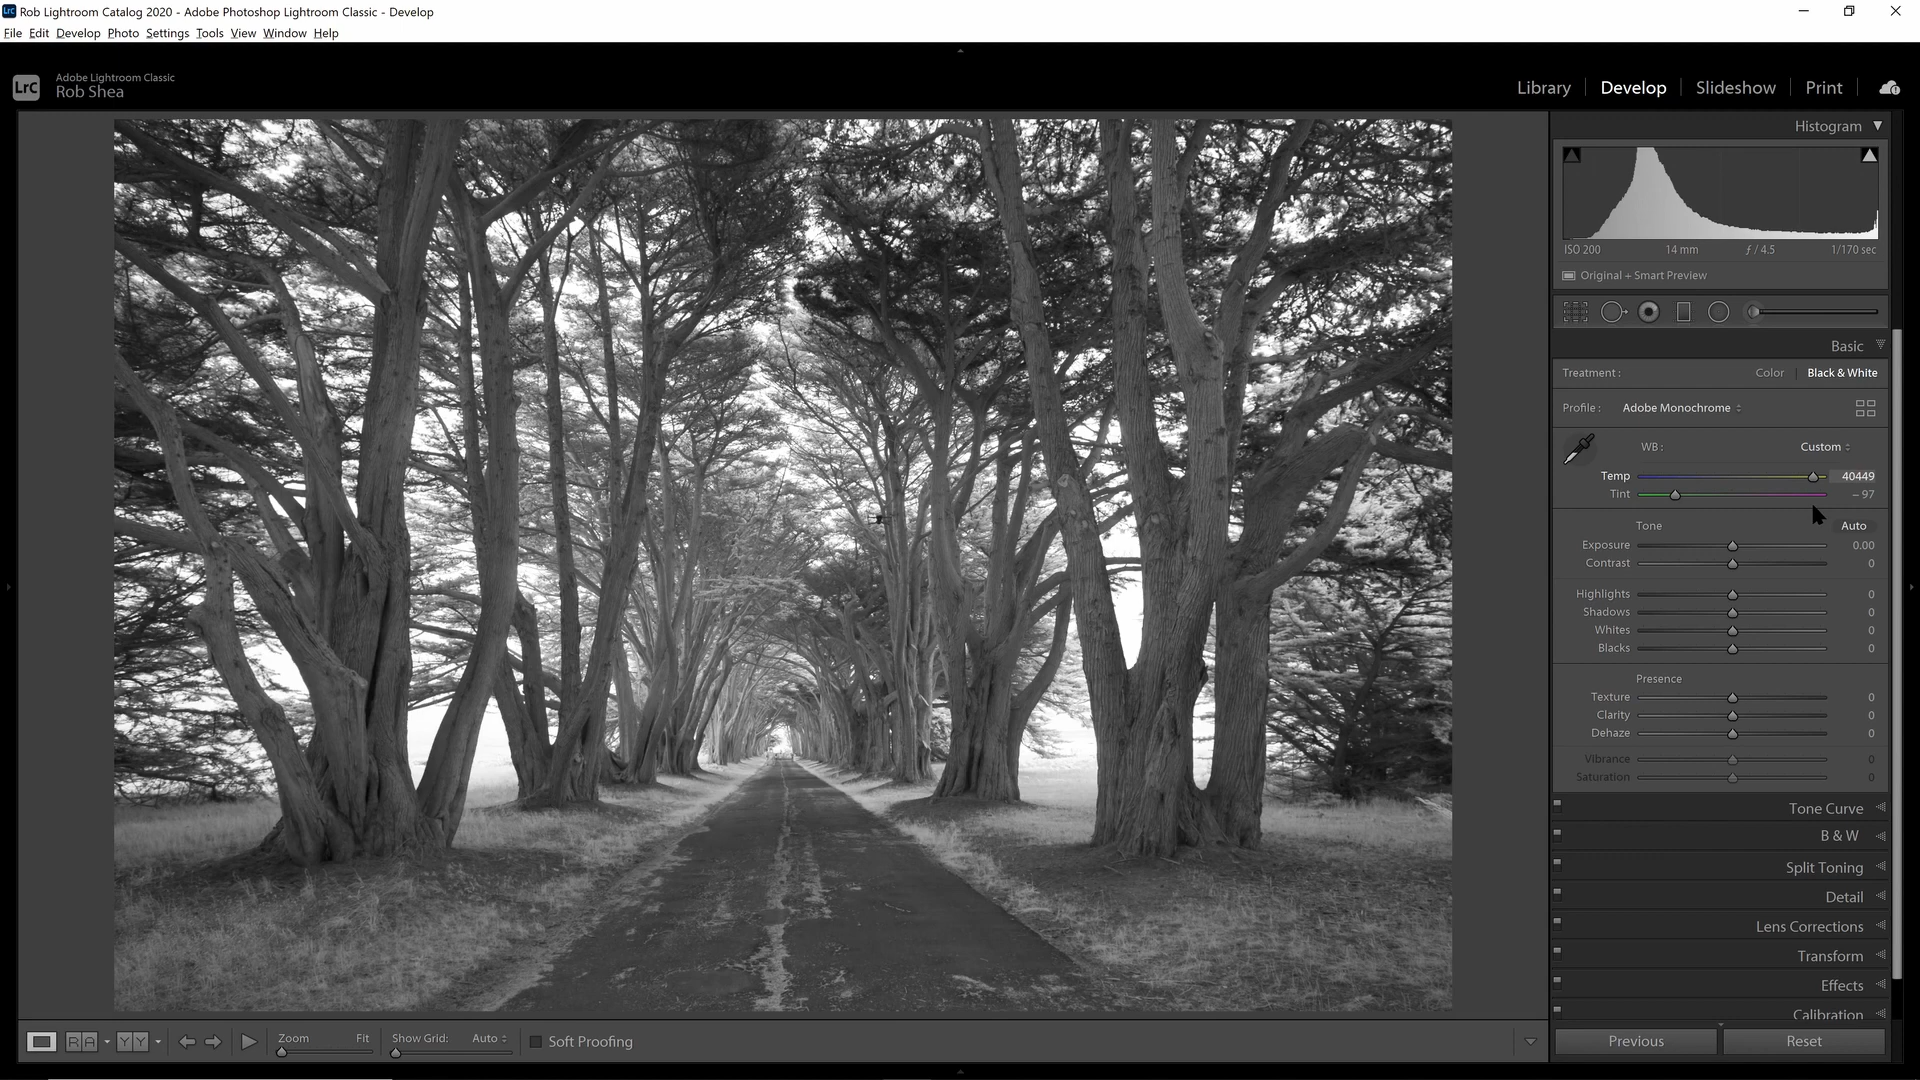 Rob Lightroom Catalog 2020 - Adobe Photoshop Lightroom Classic - Develop
File Edit Develop Photo Settings Tools View Window Help
LrC
Adobe Lightroom Classic
Rob Shea
Library Develop Slideshow Print
Histogram
ISO 200 14 mm ƒ / 4.5 1/170 sec
Original + Smart Preview
Basic
Treatment : Color Black & White
Profile : Adobe Monochrome
WB : Custom
Temp 40449
Tint – 97
Tone Auto
Exposure 0.00
Contrast 0
Highlights 0
Shadows 0
Whites 0
Blacks 0
Presence
Texture 0
Clarity 0
Dehaze 0
Vibrance 0
Saturation 0
Tone Curve
B & W
Split Toning
Detail
Lens Corrections
Transform
Effects
Calibration
R A Y Y Zoom Fit Show Grid: Auto Soft Proofing
Previous Reset